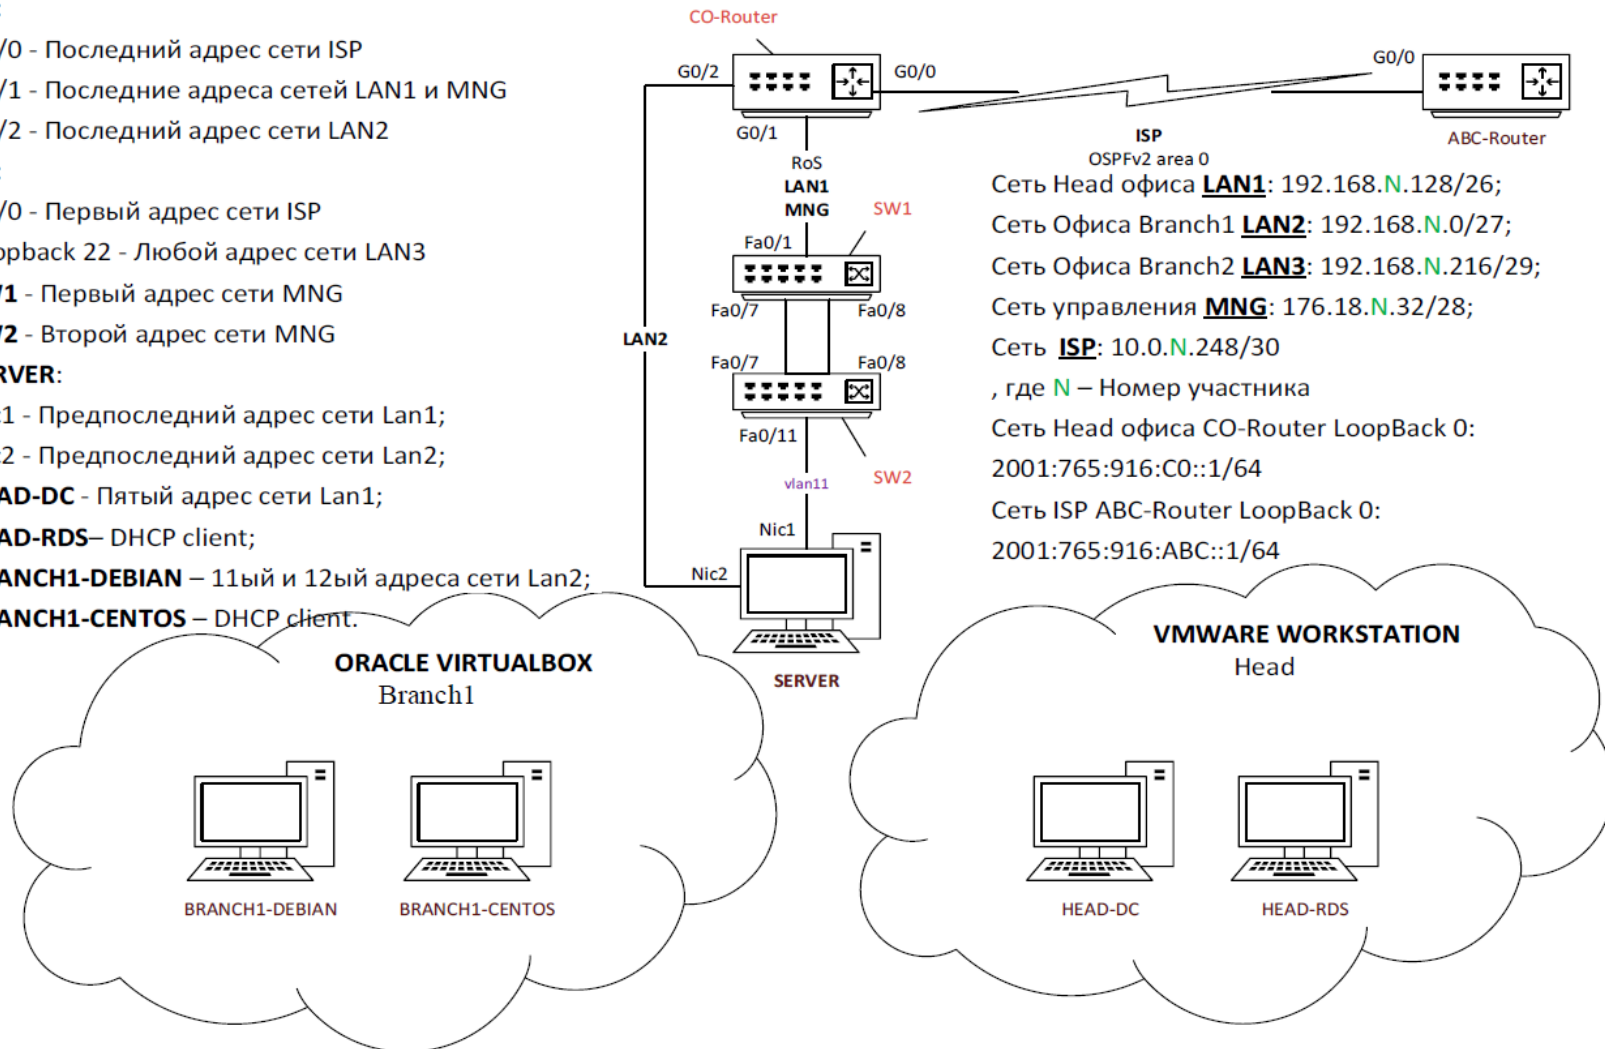 /0 - Последний адрес сети ISP
/1 - Последние адреса сетей LAN1 и MNG
/2 - Последний адрес сети LAN2
/0 - Первый адрес сети ISP
opback 22 - Любой адрес сети LAN3
1 - Первый адрес сети MNG
2 - Второй адрес сети MNG
RVER:
1 - Предпоследний адрес сети Lan1;
2 - Предпоследний адрес сети Lan2;
AD-DC - Пятый адрес сети Lan1;
AD-RDS– DHCP client;
ANCH1-DEBIAN – 11ый и 12ый адреса сети Lan2;
ANCH1-CENTOS – DHCP client.
CO-Router
G0/2
G0/0
G0/0
G0/1
ABC-Router
ISP
OSPFv2 area 0
RoS
LAN1
MNG
SW1
Fa0/1
Fa0/7
Fa0/8
LAN2
Fa0/7
Fa0/8
Fa0/11
SW2
vlan11
Nic1
Nic2
SERVER
Сеть Head офиса LAN1: 192.168.N.128/26;
Сеть Офиса Branch1 LAN2: 192.168.N.0/27;
Сеть Офиса Branch2 LAN3: 192.168.N.216/29;
Сеть управления MNG: 176.18.N.32/28;
Сеть ISP: 10.0.N.248/30
, где N – Номер участника
Сеть Head офиса CO-Router LoopBack 0:
2001:765:916:C0::1/64
Сеть ISP ABC-Router LoopBack 0:
2001:765:916:ABC::1/64
ORACLE VIRTUALBOX
Branch1
BRANCH1-DEBIAN
BRANCH1-CENTOS
VMWARE WORKSTATION
Head
HEAD-DC
HEAD-RDS